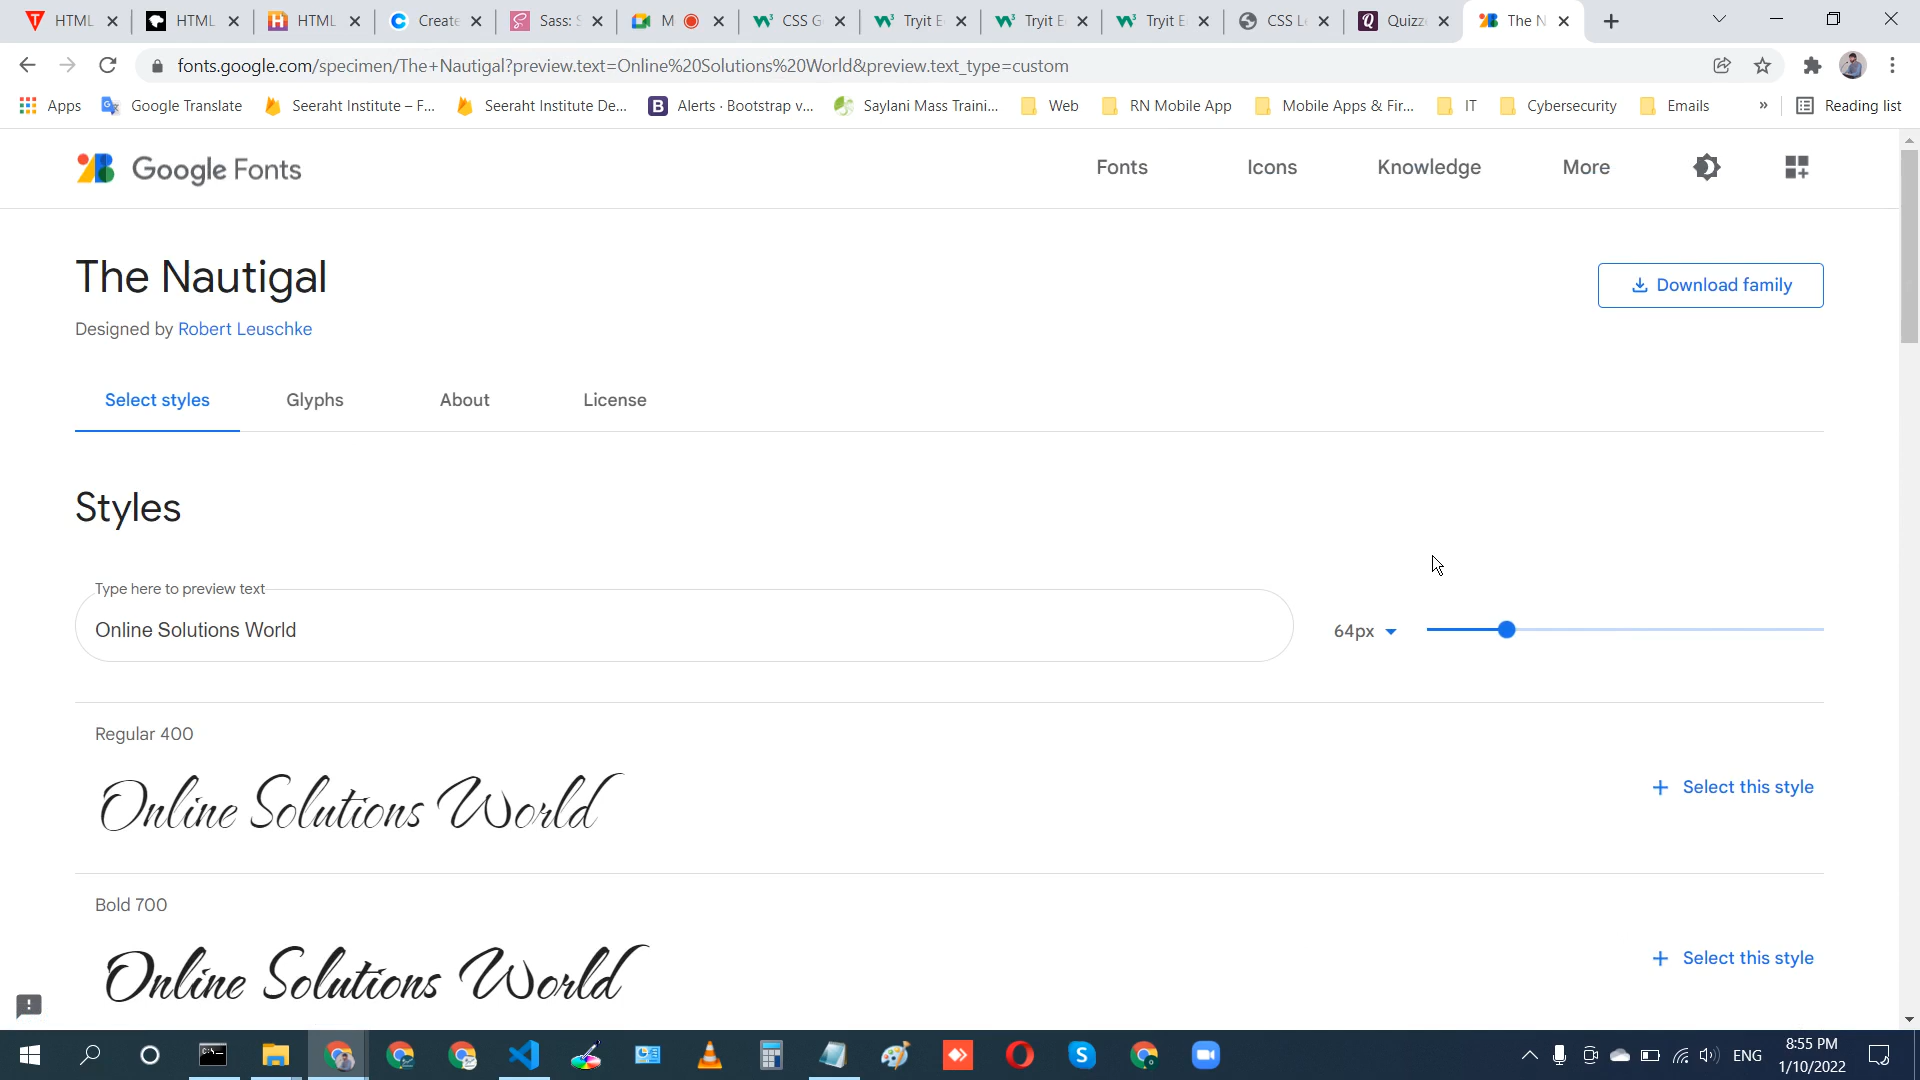 HTML
HTML
HTML
Create
Sass: S
M
CSS G
Tryit E
Tryit E
Tryit E
CSS L
Quizz
The N
fonts.google.com/specimen/The+Nautigal?preview.text=Online%20Solutions%20World&preview.text_type=custom
Apps
Google Translate
Seeraht Institute – F...
Seeraht Institute De...
Alerts · Bootstrap v...
Saylani Mass Traini...
Web
RN Mobile App
Mobile Apps & Fir...
IT
Cybersecurity
Emails
»
Reading list
Google Fonts
Fonts
Icons
Knowledge
More
The Nautigal
Download family
Designed by Robert Leuschke
Select styles
Glyphs
About
License
Styles
Type here to preview text
Online Solutions World
64px
Regular 400
Online Solutions World
Select this style
Bold 700
Online Solutions World
Select this style
ENG
8:55 PM
1/10/2022